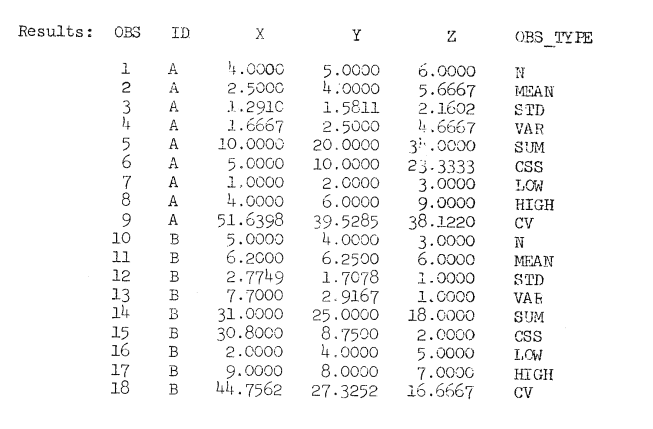 Results: OBS ID X Y Z OBS_TYPE
1 A 4.0000 5.0000 6.0000 N
2 A 2.5000 4.0000 5.6667 MEAN
3 A 1.2910 1.5811 2.1602 STD
4 A 1.6667 2.5000 4.6667 VAR
5 A 10.0000 20.0000 34.0000 SUM
6 A 5.0000 10.0000 23.3333 CSS
7 A 1.0000 2.0000 3.0000 LOW
8 A 4.0000 6.0000 9.0000 HIGH
9 A 51.6398 39.5285 38.1220 CV
10 B 5.0000 4.0000 3.0000 N
11 B 6.2000 6.2500 6.0000 MEAN
12 B 2.7749 1.7078 1.0000 STD
13 B 7.7000 2.9167 1.0000 VAR
14 B 31.0000 25.0000 18.0000 SUM
15 B 30.8000 8.7500 2.0000 CSS
16 B 2.0000 4.0000 5.0000 LOW
17 B 9.0000 8.0000 7.0000 HIGH
18 B 44.7562 27.3252 16.6667 CV